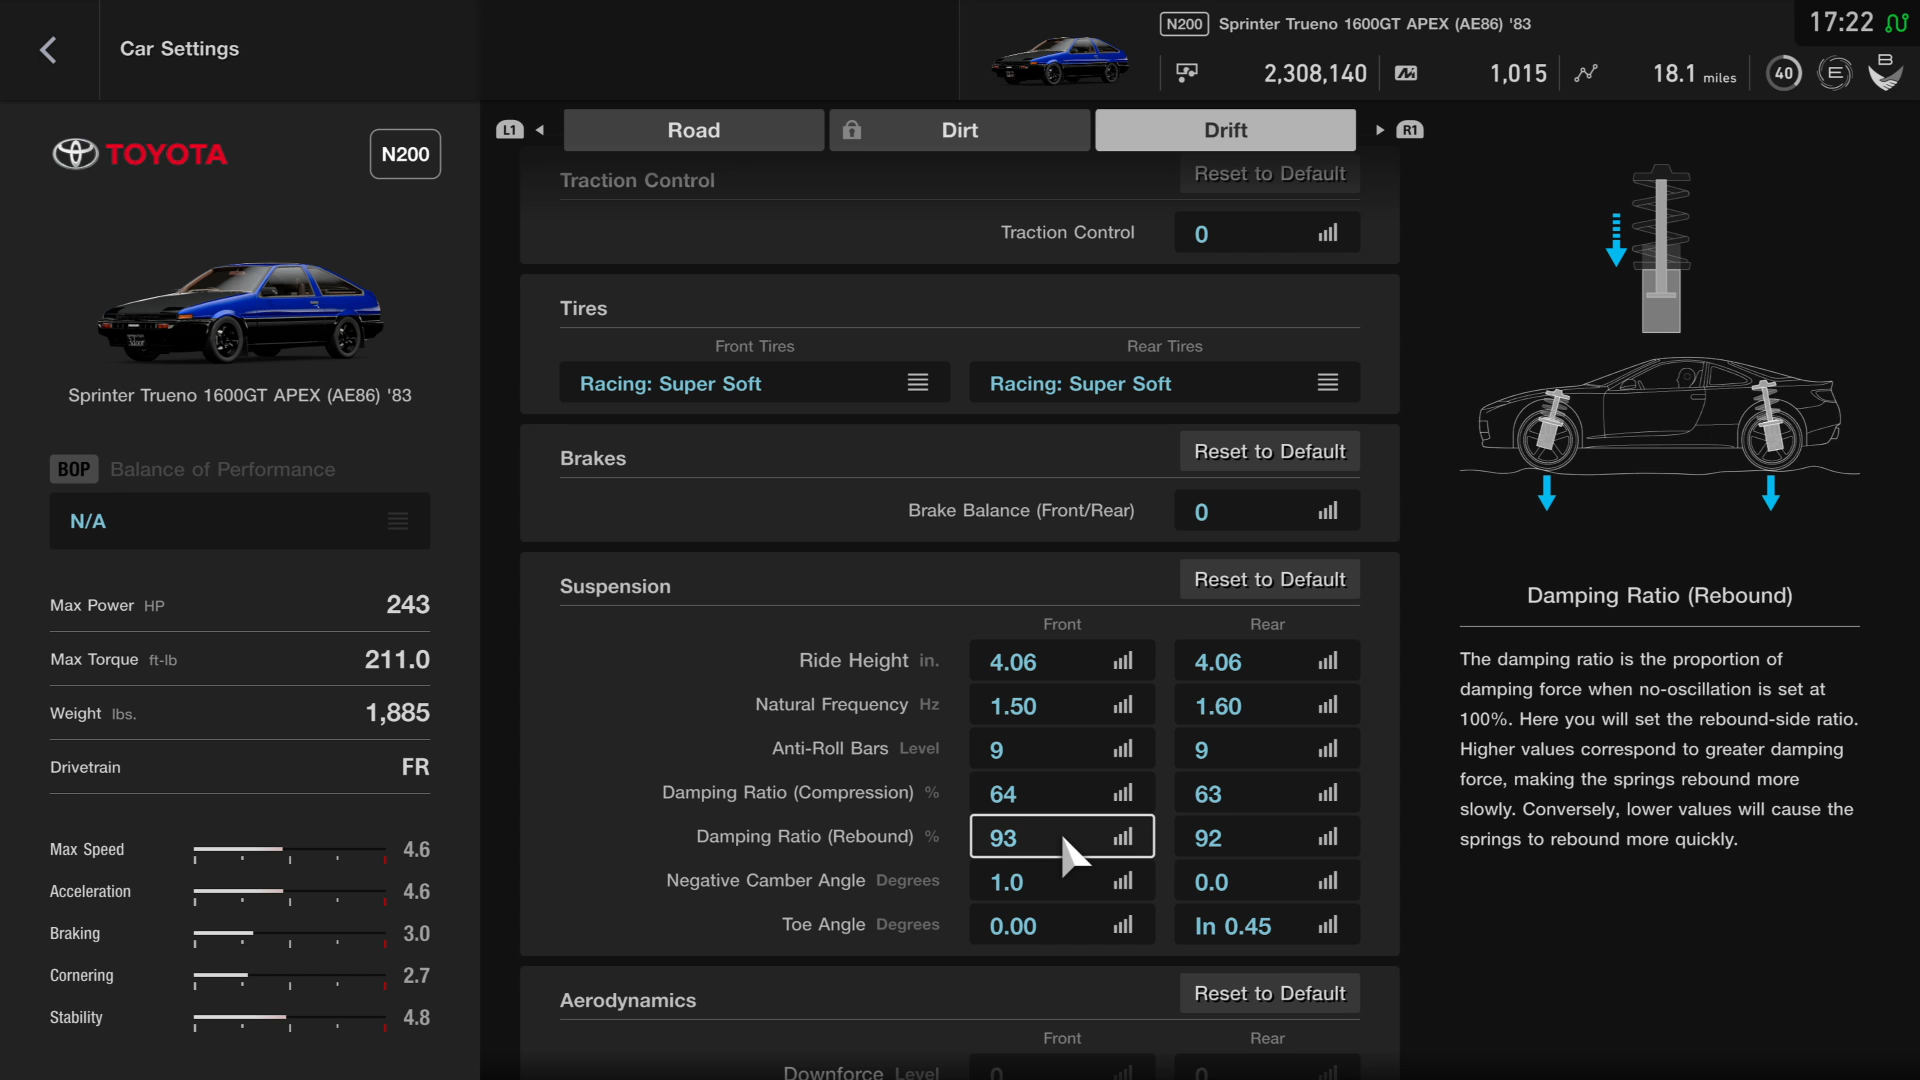 Car Settings
N200 Sprinter Trueno 1600GT APEX (AE86) '83
17:22
2,308,140
1,015
18.1 miles
40
E
B
TOYOTA
N200
Sprinter Trueno 1600GT APEX (AE86) '83
BOP Balance of Performance
N/A
Max Power HP 243
Max Torque ft-lb 211.0
Weight lbs. 1,885
Drivetrain FR
Max Speed 4.6
Acceleration 4.6
Braking 3.0
Cornering 2.7
Stability 4.8
L1 Road Dirt Drift R1
Traction Control Reset to Default
Traction Control 0
Tires
Front Tires Rear Tires
Racing: Super Soft Racing: Super Soft
Brakes Reset to Default
Brake Balance (Front/Rear) 0
Suspension Reset to Default
Front Rear
Ride Height in. 4.06 4.06
Natural Frequency Hz 1.50 1.60
Anti-Roll Bars Level 9 9
Damping Ratio (Compression) % 64 63
Damping Ratio (Rebound) % 93 92
Negative Camber Angle Degrees 1.0 0.0
Toe Angle Degrees 0.00 In 0.45
Aerodynamics Reset to Default
Front Rear
Downforce Level 0 0
Damping Ratio (Rebound)
The damping ratio is the proportion of
damping force when no-oscillation is set at
100%. Here you will set the rebound-side ratio.
Higher values correspond to greater damping
force, making the springs rebound more
slowly. Conversely, lower values will cause the
springs to rebound more quickly.